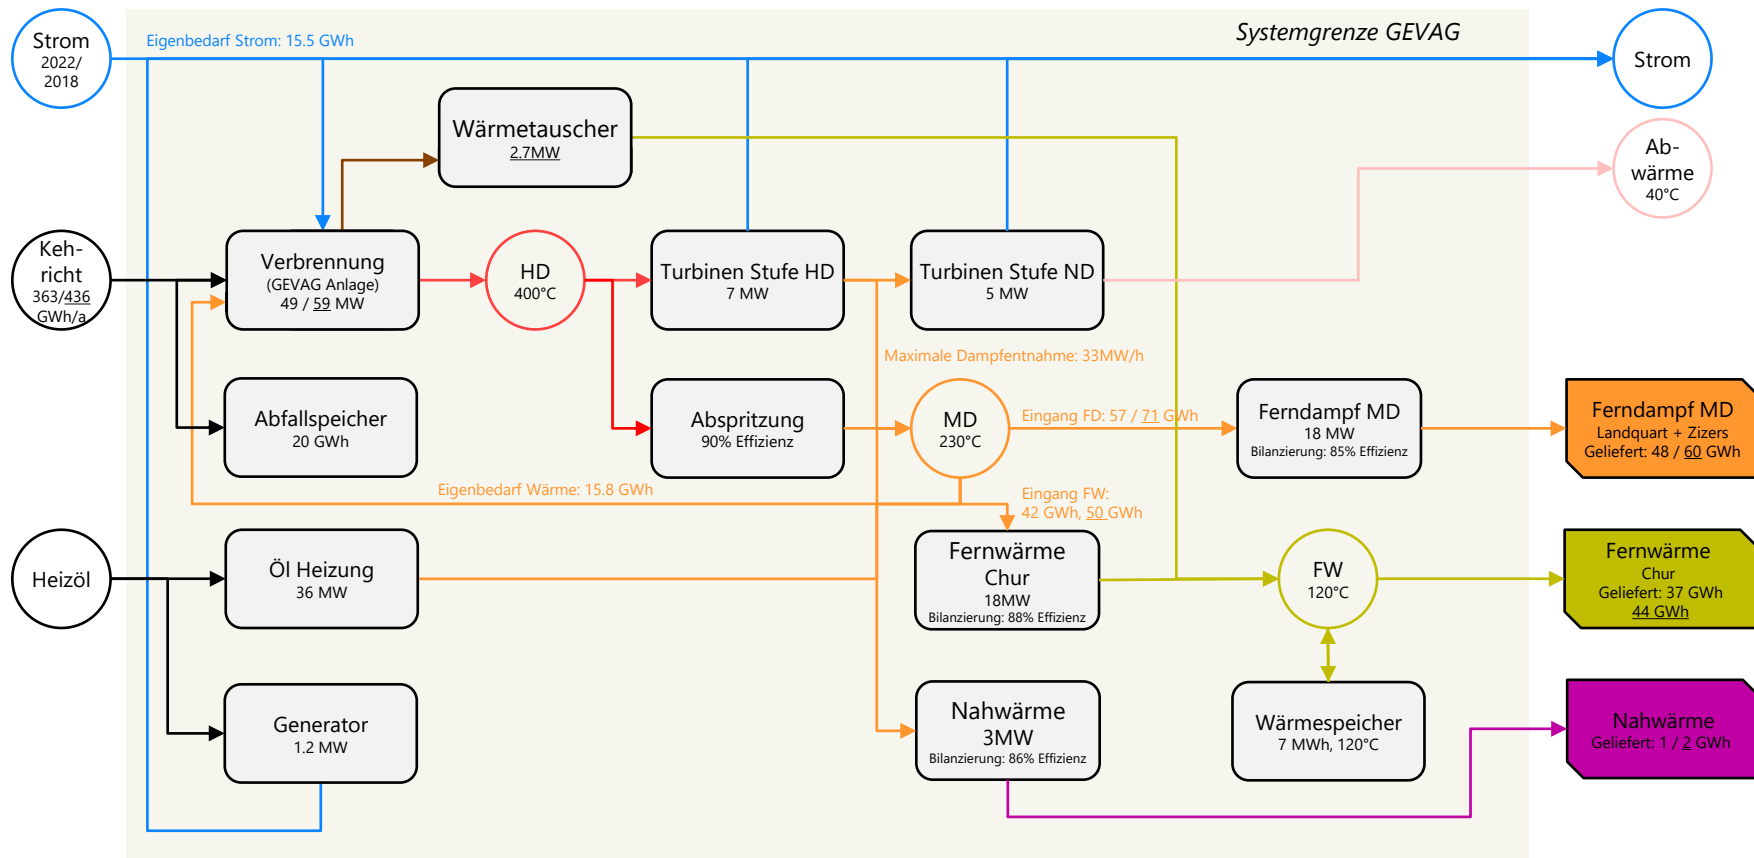 Systemgrenze GEVAG
Strom
2022/
2018
Eigenbedarf Strom: 15.5 GWh
Strom
Wärmetauscher
2.7MW
Ab-
wärme
40°C
Keh-
richt
363/436
GWh/a
Verbrennung
(GEVAG Anlage)
49 / 59 MW
HD
400°C
Turbinen Stufe HD
7 MW
Turbinen Stufe ND
5 MW
Maximale Dampfentnahme: 33MW/h
Abfallspeicher
20 GWh
Abspritzung
90% Effizienz
MD
230°C
Eingang FD: 57 / 71 GWh
Ferndampf MD
18 MW
Bilanzierung: 85% Effizienz
Ferndampf MD
Landquart + Zizers
Geliefert: 48 / 60 GWh
Eigenbedarf Wärme: 15.8 GWh
Eingang FW:
42 GWh, 50 GWh
Heizöl
Öl Heizung
36 MW
Fernwärme
Chur
18MW
Bilanzierung: 88% Effizienz
FW
120°C
Fernwärme
Chur
Geliefert: 37 GWh
44 GWh
Generator
1.2 MW
Nahwärme
3MW
Bilanzierung: 86% Effizienz
Wärmespeicher
7 MWh, 120°C
Nahwärme
Geliefert: 1 / 2 GWh